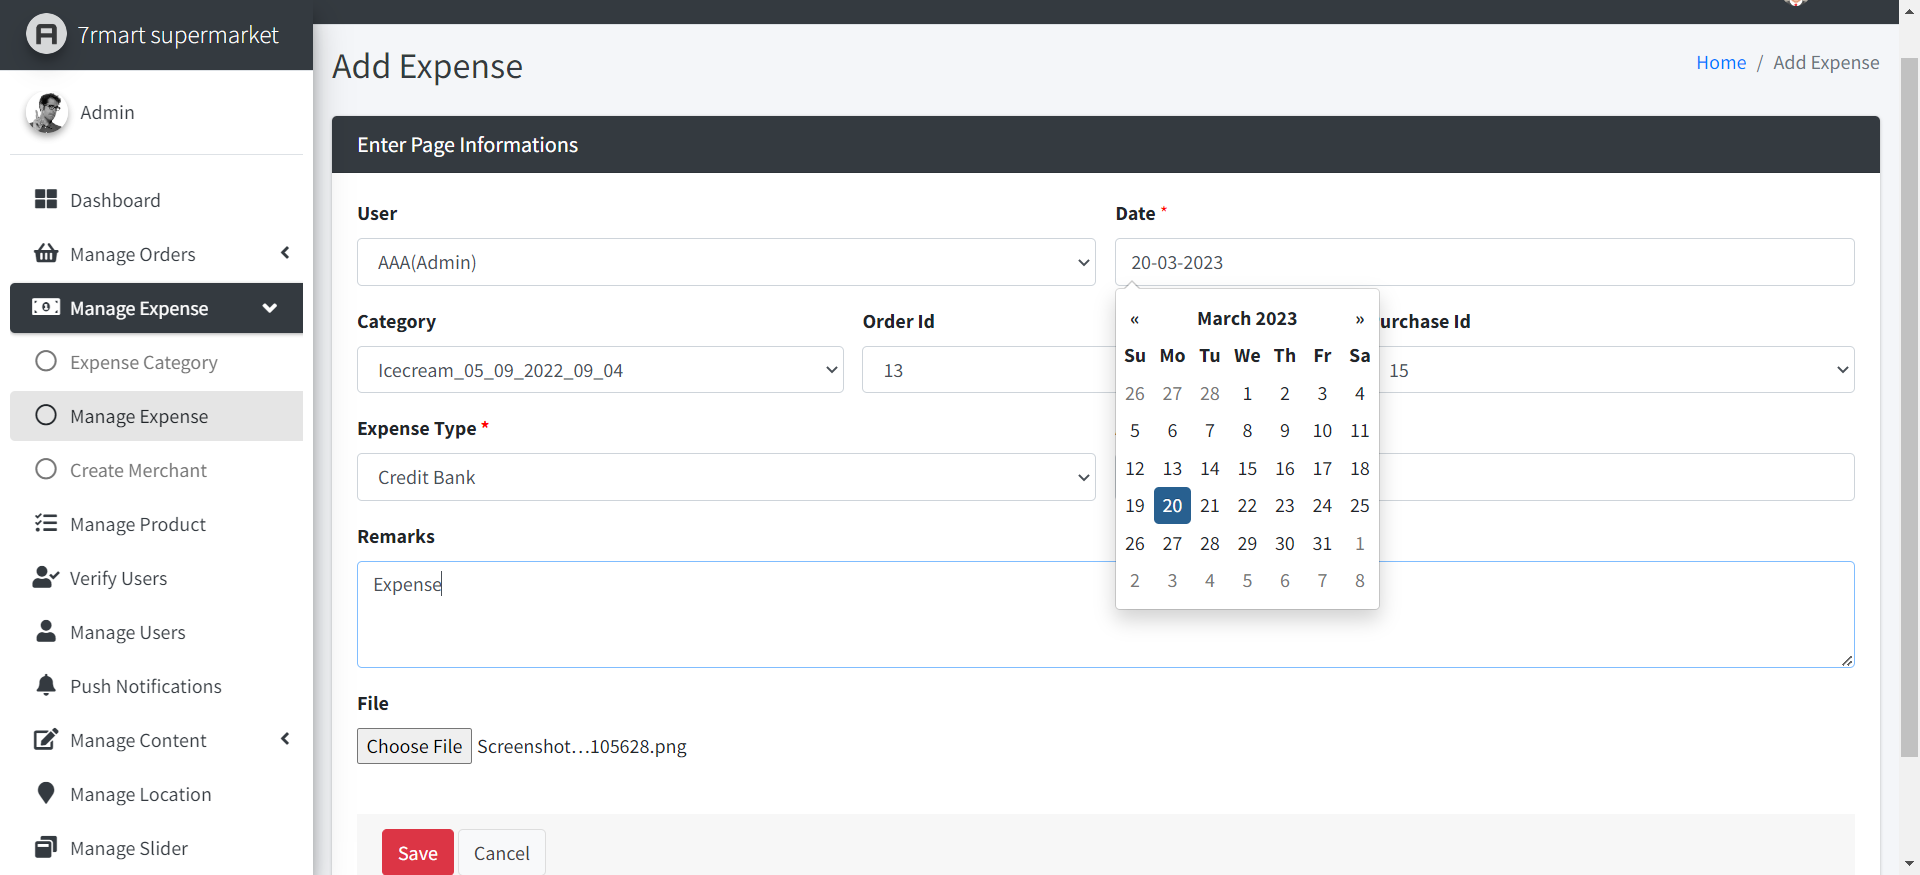 7rmart supermarket
Admin
Dashboard
Manage Orders
Manage Expense
Expense Category
Manage Expense
Create Merchant
Manage Product
Verify Users
Manage Users
Push Notifications
Manage Content
Manage Location
Manage Slider
Add Expense
Home / Add Expense
Enter Page Informations
User
AAA(Admin)
Date *
20-03-2023
« March 2023 »
Su Mo Tu We Th Fr Sa
26 27 28 1 2 3 4
5 6 7 8 9 10 11
12 13 14 15 16 17 18
19 20 21 22 23 24 25
26 27 28 29 30 31 1
2 3 4 5 6 7 8
Category
Icecream_05_09_2022_09_04
Order Id
13
urchase Id
15
Expense Type *
Credit Bank
Remarks
Expense
File
Choose File Screenshot...105628.png
Save
Cancel